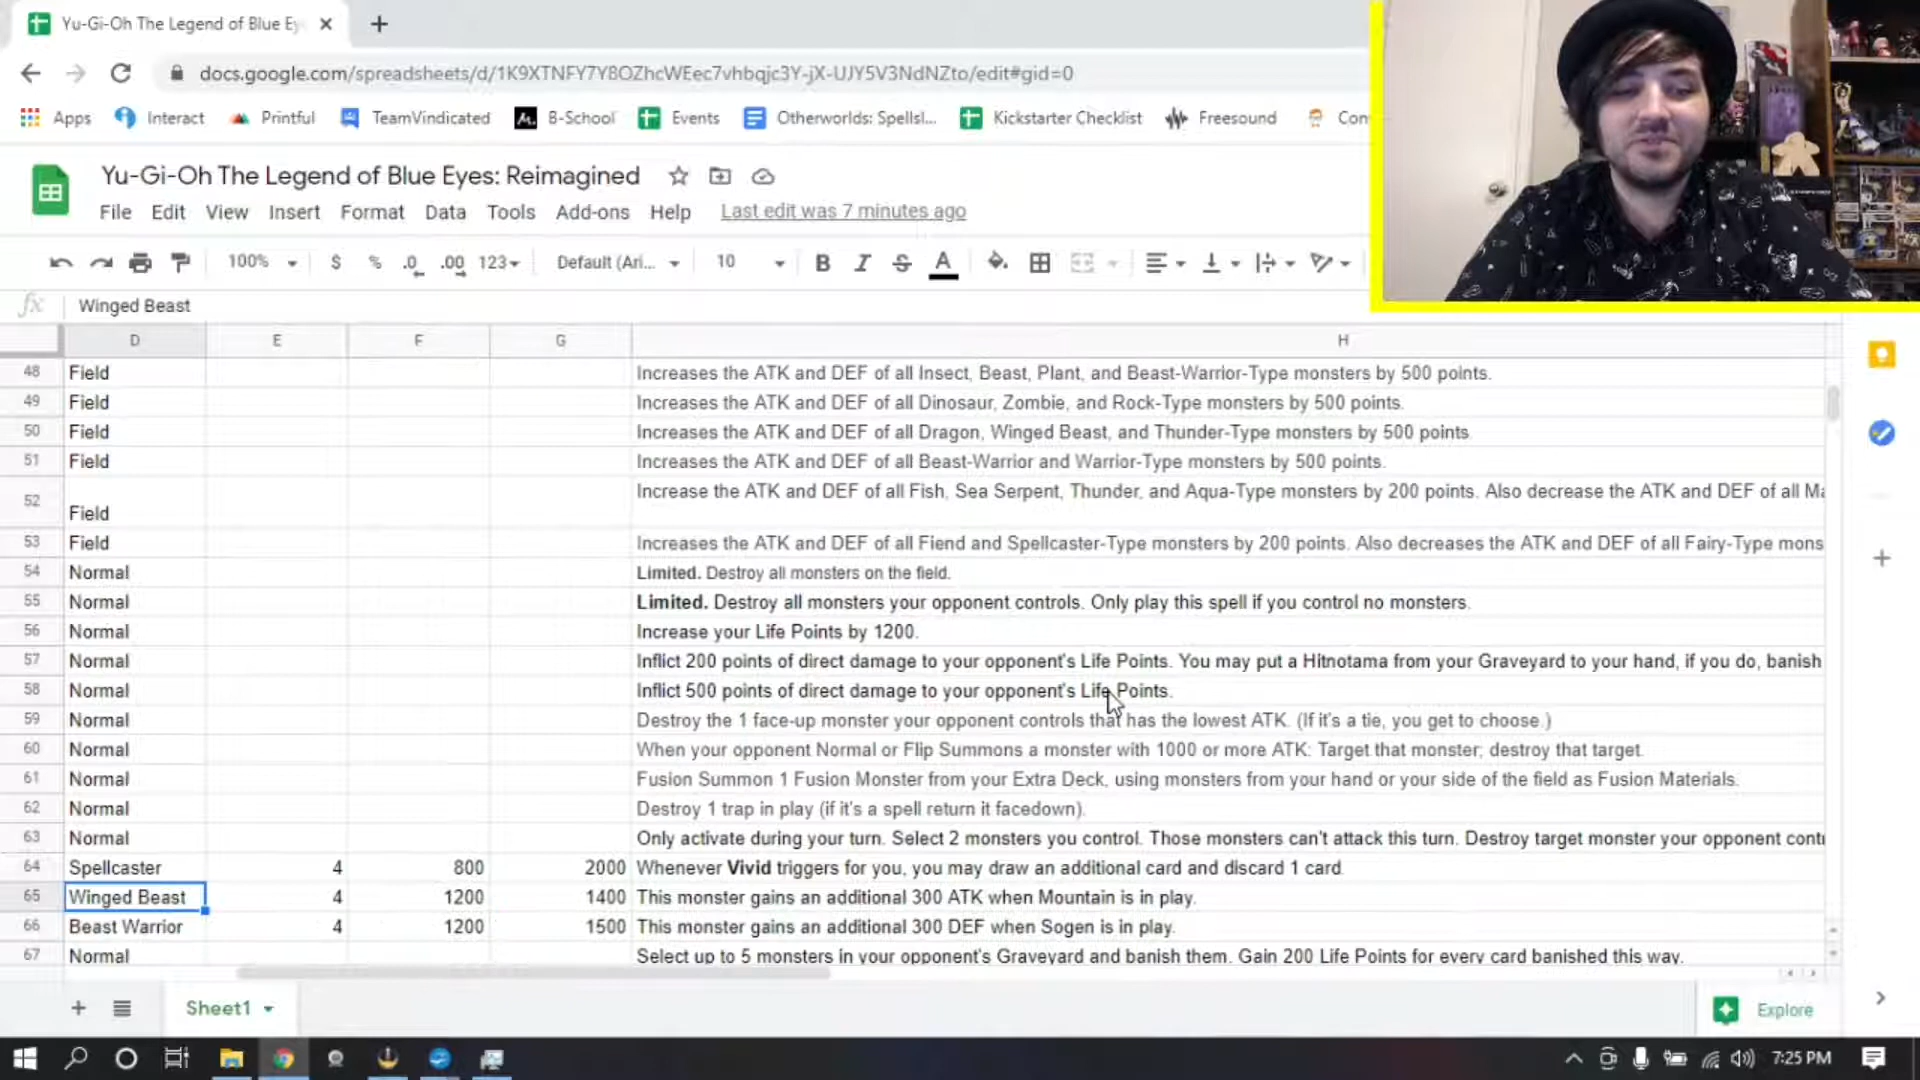 Yu-Gi-Oh The Legend of Blue Ey
docs.google.com/spreadsheets/d/1K9XTNFY7Y8OZhcWEec7vhbqjc3Y-jX-UJY5V3NdNZto/edit#gid=0
Apps Interact Printful TeamVindicated B-School Events Otherworlds: Spellsl... Kickstarter Checklist Freesound Con
Yu-Gi-Oh The Legend of Blue Eyes: Reimagined
File Edit View Insert Format Data Tools Add-ons Help Last edit was 7 minutes ago
100% $ % .0 .00 123 Default (Ari... 10 B I S A
fx Winged Beast
D E F G H
48 Field Increases the ATK and DEF of all Insect, Beast, Plant, and Beast-Warrior-Type monsters by 500 points.
49 Field Increases the ATK and DEF of all Dinosaur, Zombie, and Rock-Type monsters by 500 points.
50 Field Increases the ATK and DEF of all Dragon, Winged Beast, and Thunder-Type monsters by 500 points
51 Field Increases the ATK and DEF of all Beast-Warrior and Warrior-Type monsters by 500 points.
52 Field Increase the ATK and DEF of all Fish, Sea Serpent, Thunder, and Aqua-Type monsters by 200 points. Also decrease the ATK and DEF of all Ma
53 Field Increases the ATK and DEF of all Fiend and Spellcaster-Type monsters by 200 points. Also decreases the ATK and DEF of all Fairy-Type mons
54 Normal Limited. Destroy all monsters on the field.
55 Normal Limited. Destroy all monsters your opponent controls. Only play this spell if you control no monsters.
56 Normal Increase your Life Points by 1200.
57 Normal Inflict 200 points of direct damage to your opponent's Life Points. You may put a Hitnotama from your Graveyard to your hand, if you do, banish
58 Normal Inflict 500 points of direct damage to your opponent's Life Points.
59 Normal Destroy the 1 face-up monster your opponent controls that has the lowest ATK. (If it's a tie, you get to choose.)
60 Normal When your opponent Normal or Flip Summons a monster with 1000 or more ATK: Target that monster; destroy that target.
61 Normal Fusion Summon 1 Fusion Monster from your Extra Deck, using monsters from your hand or your side of the field as Fusion Materials.
62 Normal Destroy 1 trap in play (if it's a spell return it facedown).
63 Normal Only activate during your turn. Select 2 monsters you control. Those monsters can't attack this turn. Destroy target monster your opponent contr
64 Spellcaster 4 800 2000 Whenever Vivid triggers for you, you may draw an additional card and discard 1 card.
65 Winged Beast 4 1200 1400 This monster gains an additional 300 ATK when Mountain is in play.
66 Beast Warrior 4 1200 1500 This monster gains an additional 300 DEF when Sogen is in play.
67 Normal Select up to 5 monsters in your opponent's Graveyard and banish them. Gain 200 Life Points for every card banished this way.
Sheet1 Explore
7:25 PM